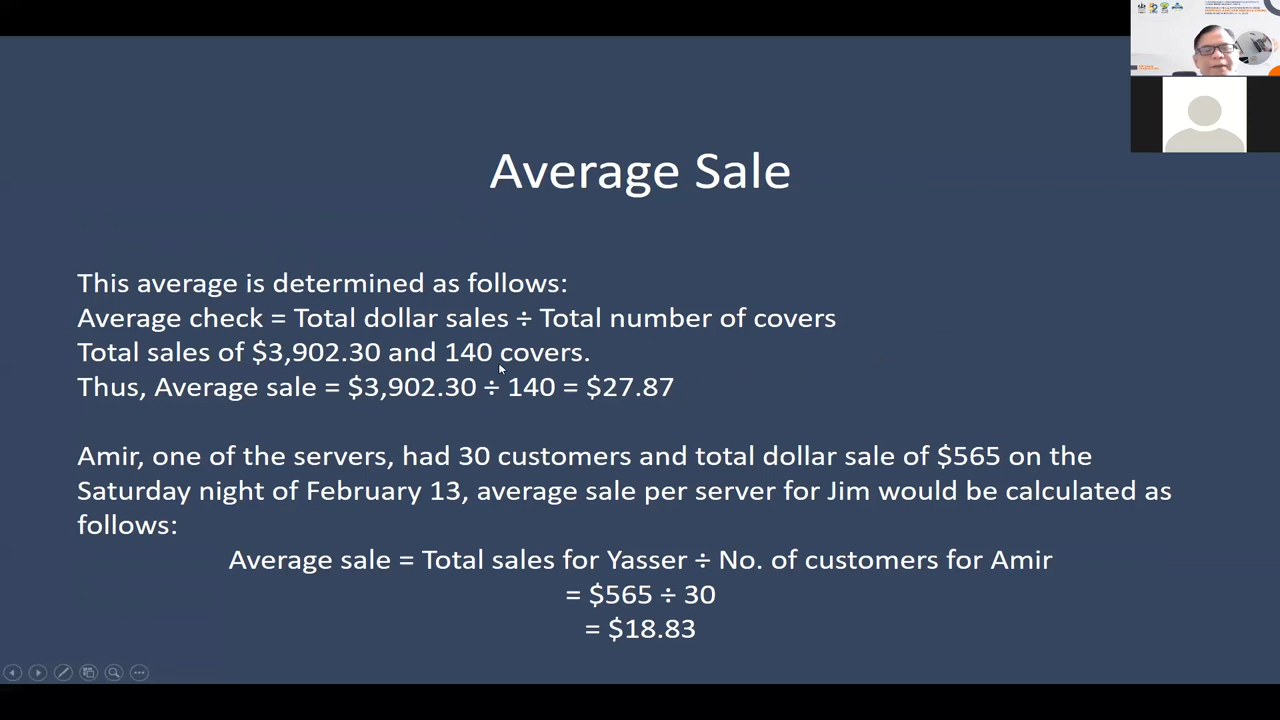 Average Sale
This average is determined as follows:
Average check = Total dollar sales ÷ Total number of covers
Total sales of $3,902.30 and 140 covers.
Thus, Average sale = $3,902.30 ÷ 140 = $27.87
Amir, one of the servers, had 30 customers and total dollar sale of $565 on the
Saturday night of February 13, average sale per server for Jim would be calculated as
follows:
Average sale = Total sales for Yasser ÷ No. of customers for Amir
= $565 ÷ 30
= $18.83